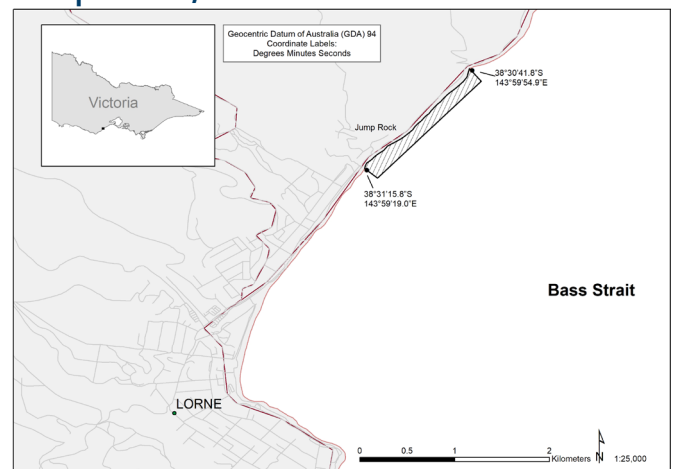 Geocentric Datum of Australia (GDA) 94
Coordinate Labels:
Degrees Minutes Seconds
Victoria
38°30'41.8"S
143°59'54.9"E
Jump Rock
38°31'15.8"S
143°59'19.0"E
Bass Strait
LORNE
0 0.5 1 2
Kilometers
N
1:25,000